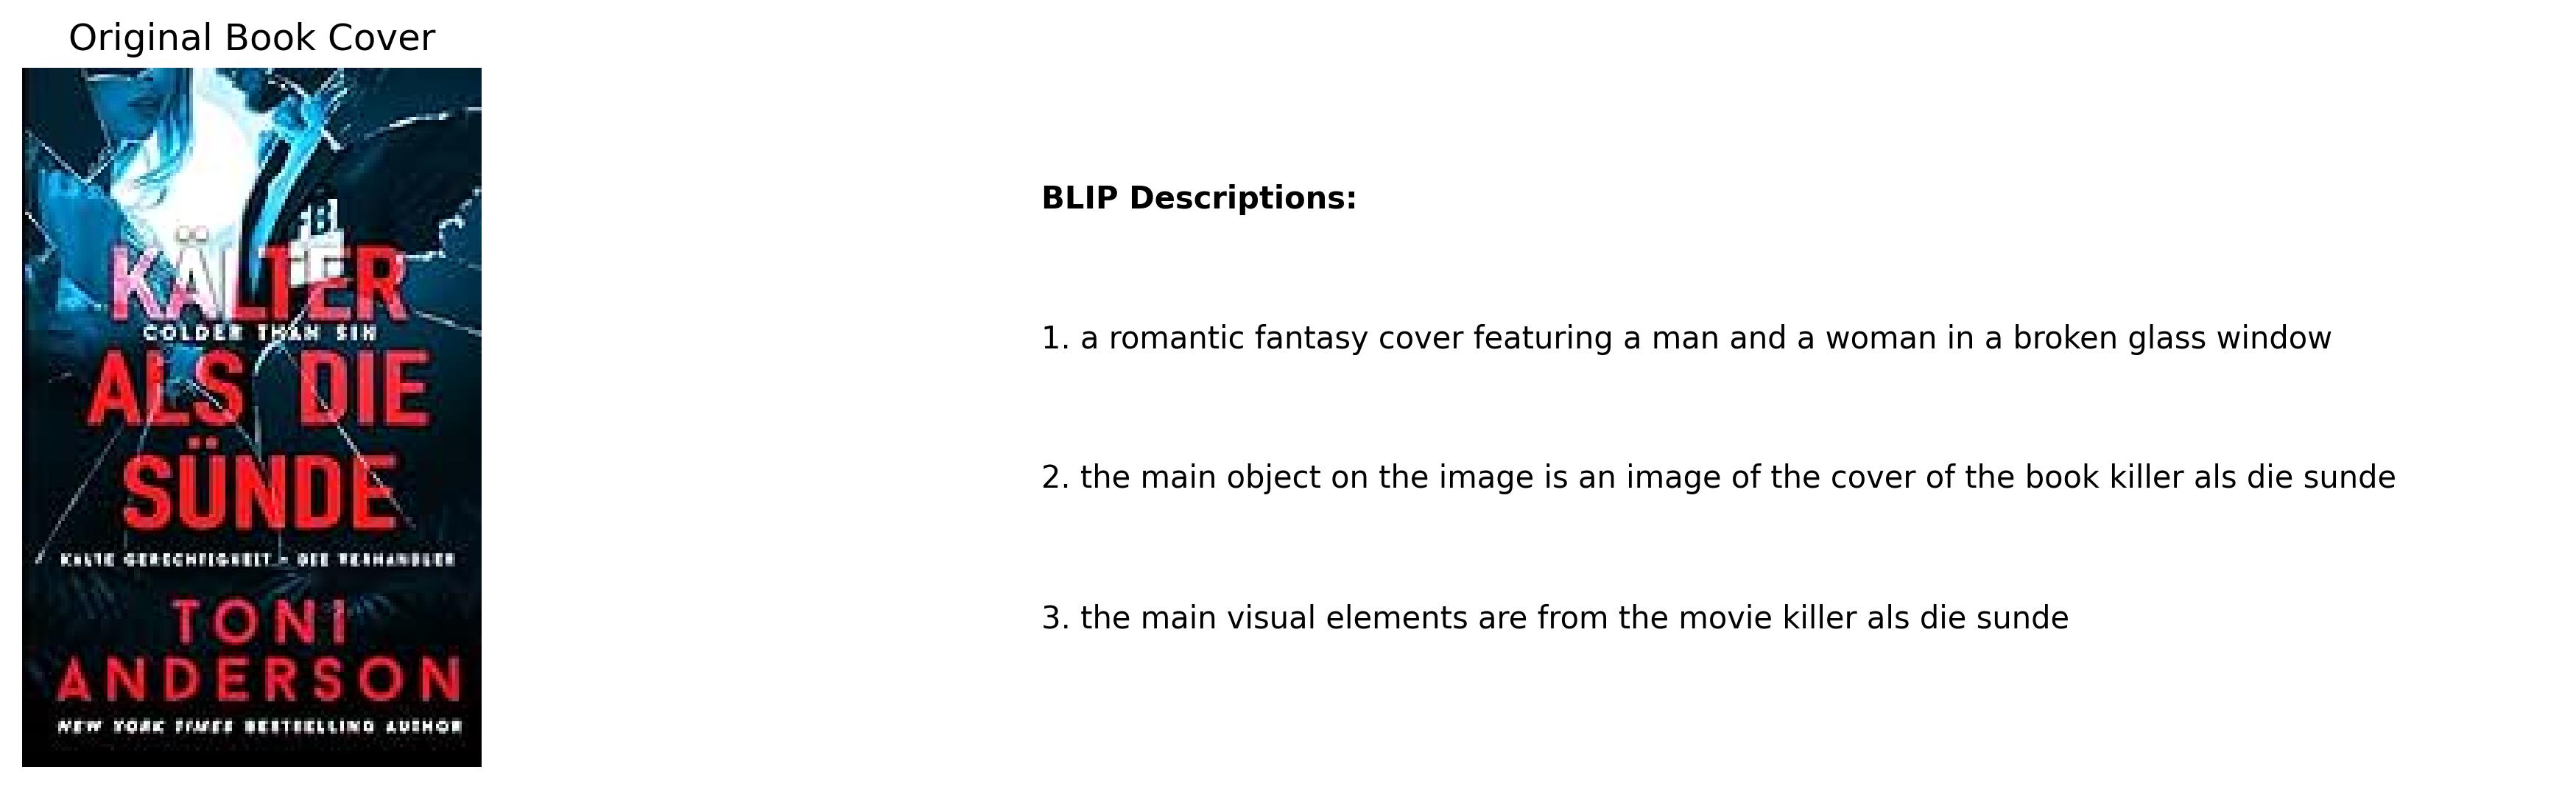 Original Book Cover
FBI
KÄLTER
COLDER THAN SIN
ALS DIE
SÜNDE
KALTE GERECHTIGKEIT - DIE VERHANDLER
TONI
ANDERSON
NEW YORK TIMES BESTSELLING AUTHOR
BLIP Descriptions:
1. a romantic fantasy cover featuring a man and a woman in a broken glass window
2. the main object on the image is an image of the cover of the book killer als die sunde
3. the main visual elements are from the movie killer als die sunde